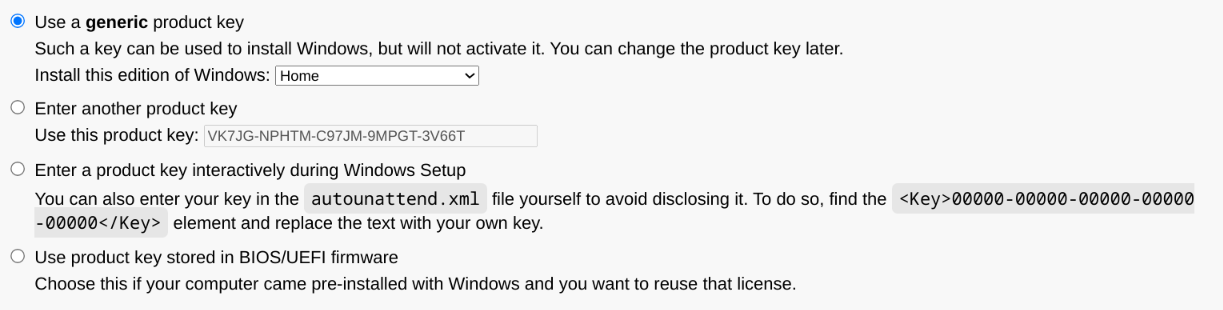 Use a generic product key
Such a key can be used to install Windows, but will not activate it. You can change the product key later.
Install this edition of Windows: Home
Enter another product key
Use this product key: VK7JG-NPHTM-C97JM-9MPGT-3V66T
Enter a product key interactively during Windows Setup
You can also enter your key in the autounattend.xml file yourself to avoid disclosing it. To do so, find the <Key>00000-00000-00000-00000
-00000</Key> element and replace the text with your own key.
Use product key stored in BIOS/UEFI firmware
Choose this if your computer came pre-installed with Windows and you want to reuse that license.